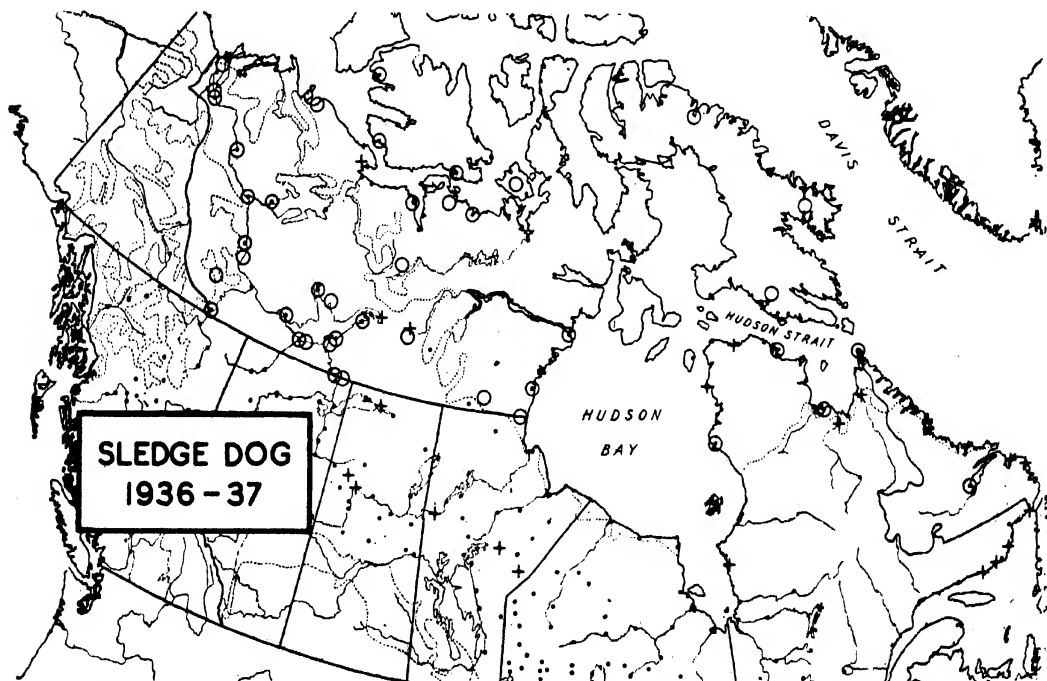 DAVIS
STRAIT
HUDSON STRAIT
HUDSON
BAY
SLEDGE DOG
1936-37